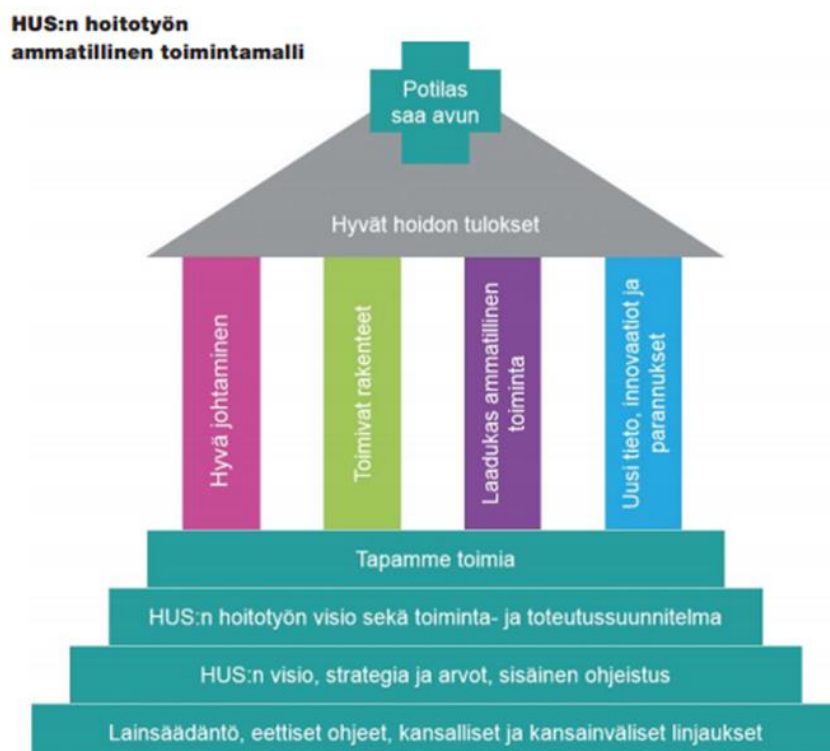 HUS:n hoitotyön
ammatillinen toimintamalli
Potilas
saa avun
Hyvät hoidon tulokset
Hyvä johtaminen
Toimivat rakenteet
Laadukas ammatillinen
toiminta
Uusi tieto, innovaatiot ja
parannukset
Tapamme toimia
HUS:n hoitotyön visio sekä toiminta- ja toteutussuunnitelma
HUS:n visio, strategia ja arvot, sisäinen ohjeistus
Lainsäädäntö, eettiset ohjeet, kansalliset ja kansainväliset linjaukset